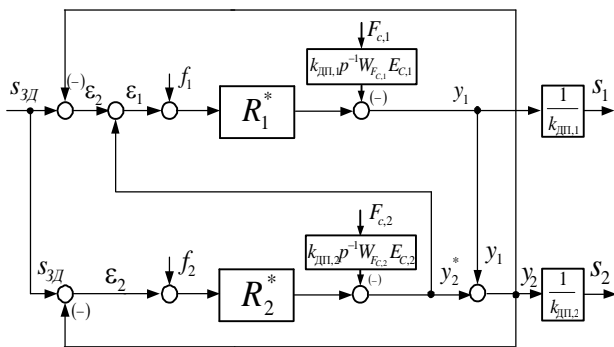 F_{c,1}
(−)
s_{ЗД} ε_2 ε_1 f_1 R_1^* k_{ДП,1} p^{-1} W_{F_{C,1}} E_{C,1} (−) y_1 \frac{1}{k_{ДП,1}} s_1
F_{c,2}
s_{ЗД} (−) ε_2 f_2 R_2^* k_{ДП,2} p^{-1} W_{F_{C,2}} E_{C,2} (−) y_2^* y_1 y_2 \frac{1}{k_{ДП,2}} s_2